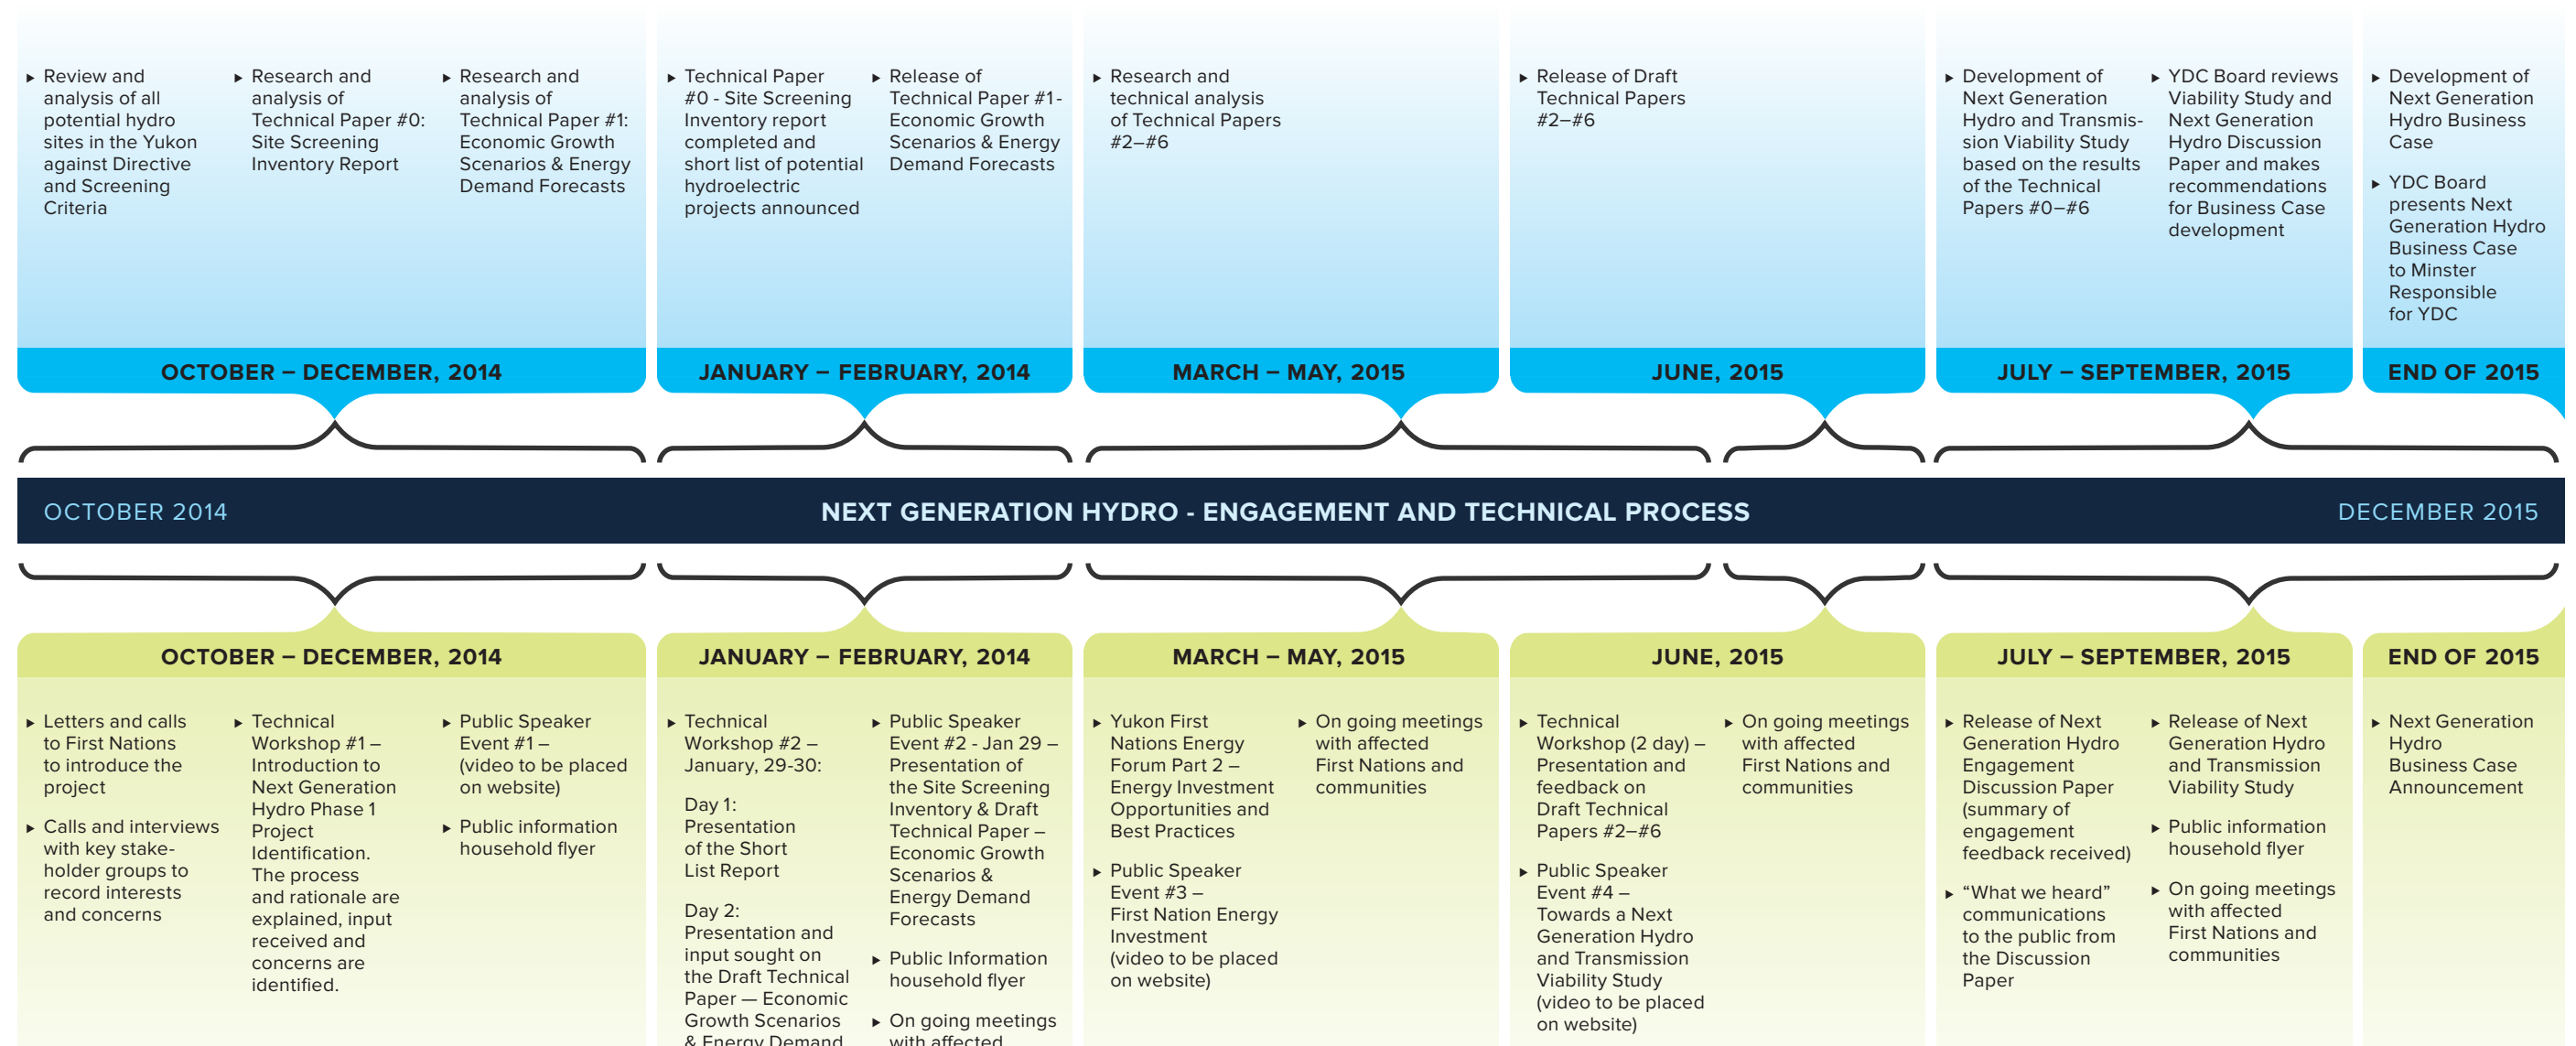 Review and
analysis of all
potential hydro
sites in the Yukon
against Directive
and Screening
Criteria
Research and
analysis of
Technical Paper #0:
Site Screening
Inventory Report
Research and
analysis of
Technical Paper #1:
Economic Growth
Scenarios & Energy
Demand Forecasts
OCTOBER – DECEMBER, 2014
Technical Paper
#0 - Site Screening
Inventory report
completed and
short list of potential
hydroelectric
projects announced
Release of
Technical Paper #1-
Economic Growth
Scenarios & Energy
Demand Forecasts
JANUARY – FEBRUARY, 2014
Research and
technical analysis
of Technical Papers
#2–#6
MARCH – MAY, 2015
Release of Draft
Technical Papers
#2–#6
JUNE, 2015
Development of
Next Generation
Hydro and Transmis-
sion Viability Study
based on the results
of the Technical
Papers #0–#6
YDC Board reviews
Viability Study and
Next Generation
Hydro Discussion
Paper and makes
recommendations
for Business Case
development
JULY – SEPTEMBER, 2015
Development of
Next Generation
Hydro Business
Case
YDC Board
presents Next
Generation Hydro
Business Case
to Minster
Responsible
for YDC
END OF 2015
OCTOBER 2014
NEXT GENERATION HYDRO - ENGAGEMENT AND TECHNICAL PROCESS
DECEMBER 2015
OCTOBER – DECEMBER, 2014
Letters and calls
to First Nations
to introduce the
project
Calls and interviews
with key stake-
holder groups to
record interests
and concerns
Technical
Workshop #1 –
Introduction to
Next Generation
Hydro Phase 1
Project
Identification.
The process
and rationale are
explained, input
received and
concerns are
identified.
Public Speaker
Event #1 –
(video to be placed
on website)
Public information
household flyer
JANUARY – FEBRUARY, 2014
Technical
Workshop #2 –
January, 29-30:
Day 1:
Presentation
of the Short
List Report
Day 2:
Presentation and
input sought on
the Draft Technical
Paper — Economic
Growth Scenarios
& Energy Demand
Public Speaker
Event #2 - Jan 29 –
Presentation of
the Site Screening
Inventory & Draft
Technical Paper –
Economic Growth
Scenarios &
Energy Demand
Forecasts
Public Information
household flyer
On going meetings
with affected
MARCH – MAY, 2015
Yukon First
Nations Energy
Forum Part 2 –
Energy Investment
Opportunities and
Best Practices
Public Speaker
Event #3 –
First Nation Energy
Investment
(video to be placed
on website)
On going meetings
with affected
First Nations and
communities
JUNE, 2015
Technical
Workshop (2 day) –
Presentation and
feedback on
Draft Technical
Papers #2–#6
Public Speaker
Event #4 –
Towards a Next
Generation Hydro
and Transmission
Viability Study
(video to be placed
on website)
On going meetings
with affected
First Nations and
communities
JULY – SEPTEMBER, 2015
Release of Next
Generation Hydro
Engagement
Discussion Paper
(summary of
engagement
feedback received)
“What we heard”
communications
to the public from
the Discussion
Paper
Release of Next
Generation Hydro
and Transmission
Viability Study
Public information
household flyer
On going meetings
with affected
First Nations and
communities
END OF 2015
Next Generation
Hydro
Business Case
Announcement